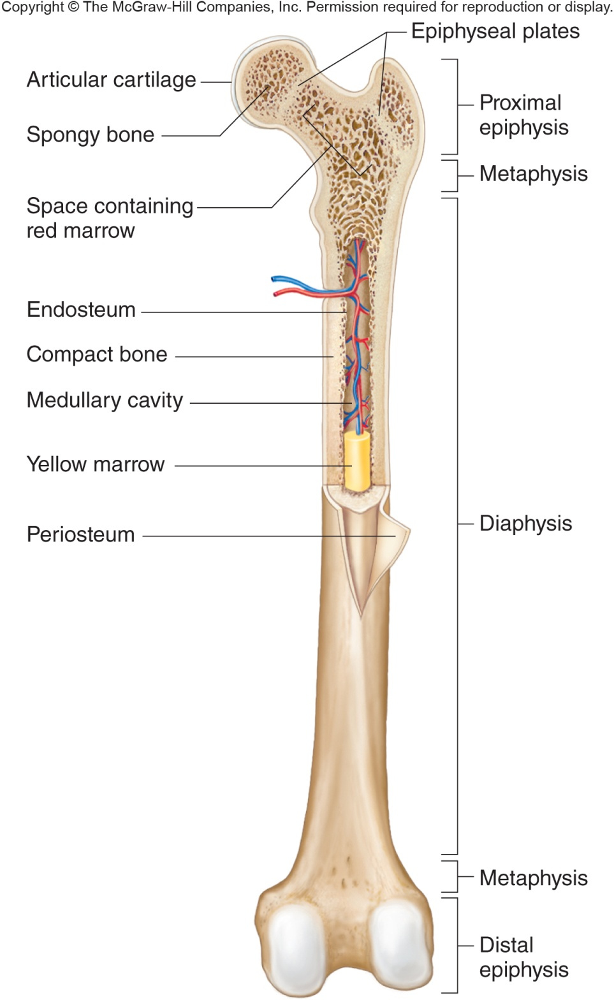 Copyright © The McGraw-Hill Companies, Inc. Permission required for reproduction or display.
Epiphyseal plates
Articular cartilage
Proximal
epiphysis
Spongy bone
Metaphysis
Space containing
red marrow
Endosteum
Compact bone
Medullary cavity
Yellow marrow
Diaphysis
Periosteum
Metaphysis
Distal
epiphysis